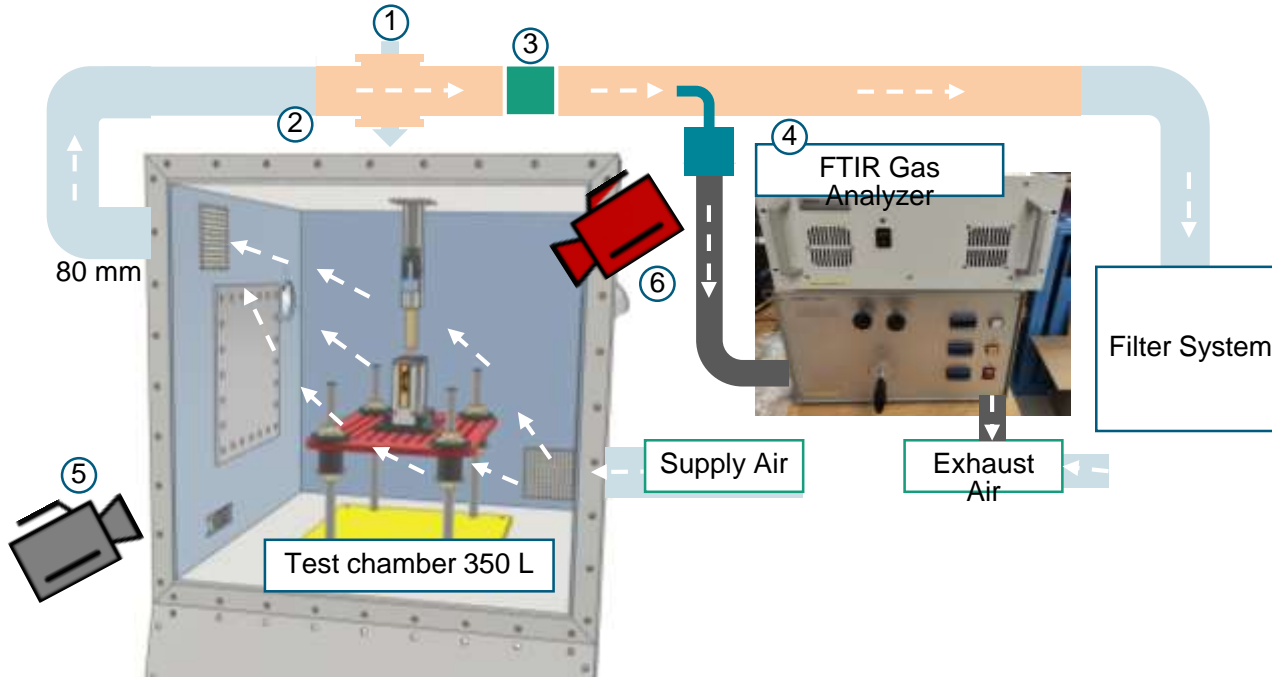 1
3
2
4
FTIR Gas
Analyzer
80 mm
6
Filter System
5
Supply Air
Exhaust
Air
Test chamber 350 L